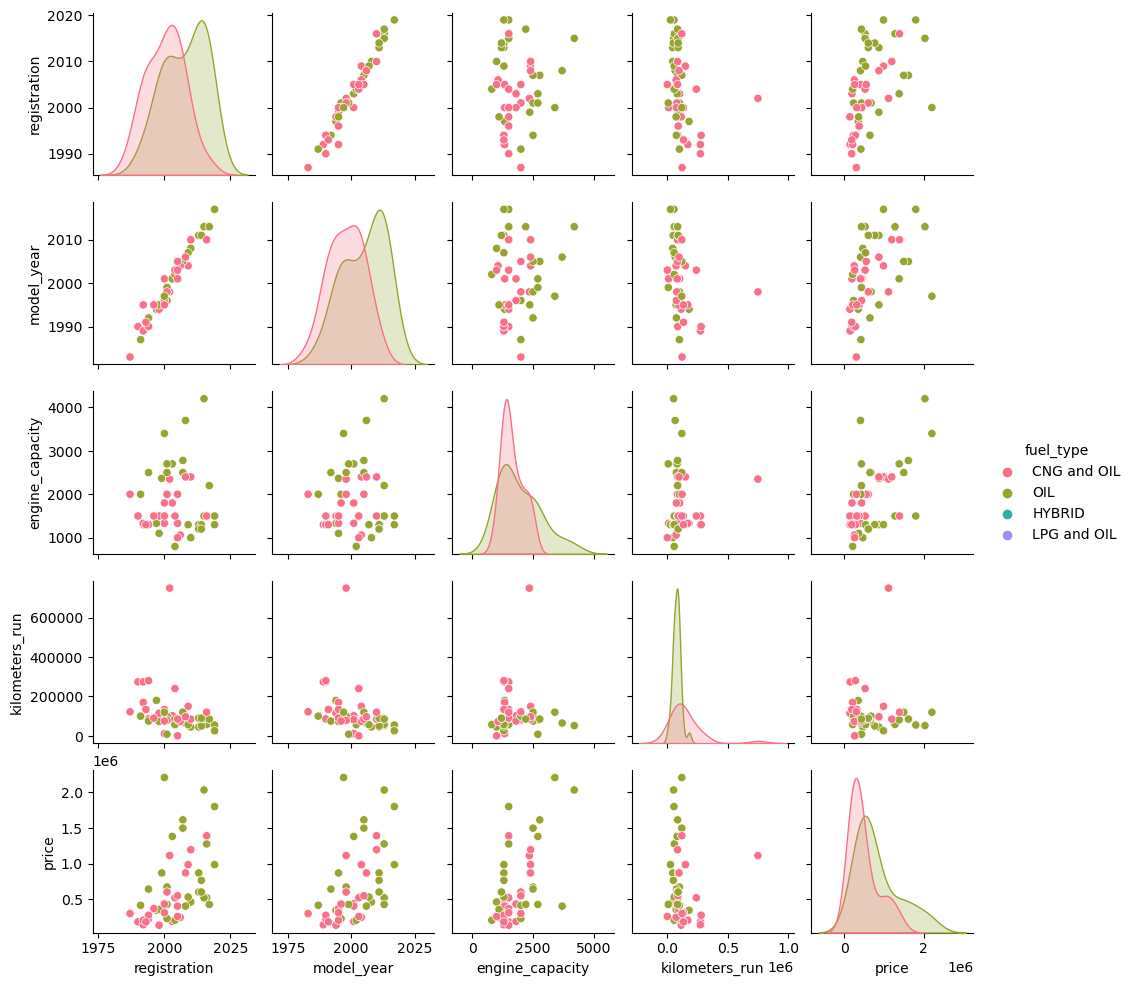 2020
2010
2000
1990
registration
2010
2000
1990
model_year
4000
3000
2000
1000
engine_capacity
fuel_type
CNG and OIL
OIL
HYBRID
LPG and OIL
600000
400000
200000
0
kilometers_run
1e6
2.0
1.5
1.0
0.5
price
1975 2000 2025
registration
1975 2000 2025
model_year
0 2500 5000
engine_capacity
0.0 0.5 1.0
kilometers_run 1e6
0 2
price 1e6